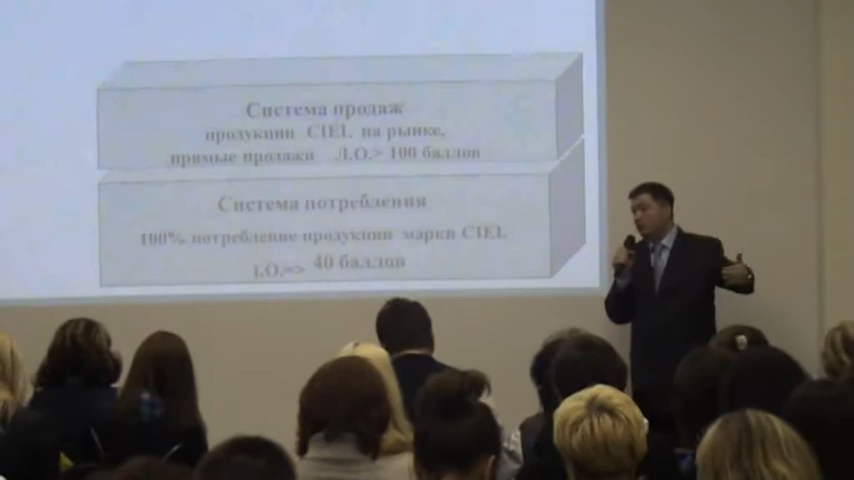 Система продаж
продукции CIEL на рынке,
прямые продажи Л.О.> 100 баллов
Система потребления
100% потребление продукции марки CIEL
Л.О.=> 40 баллов